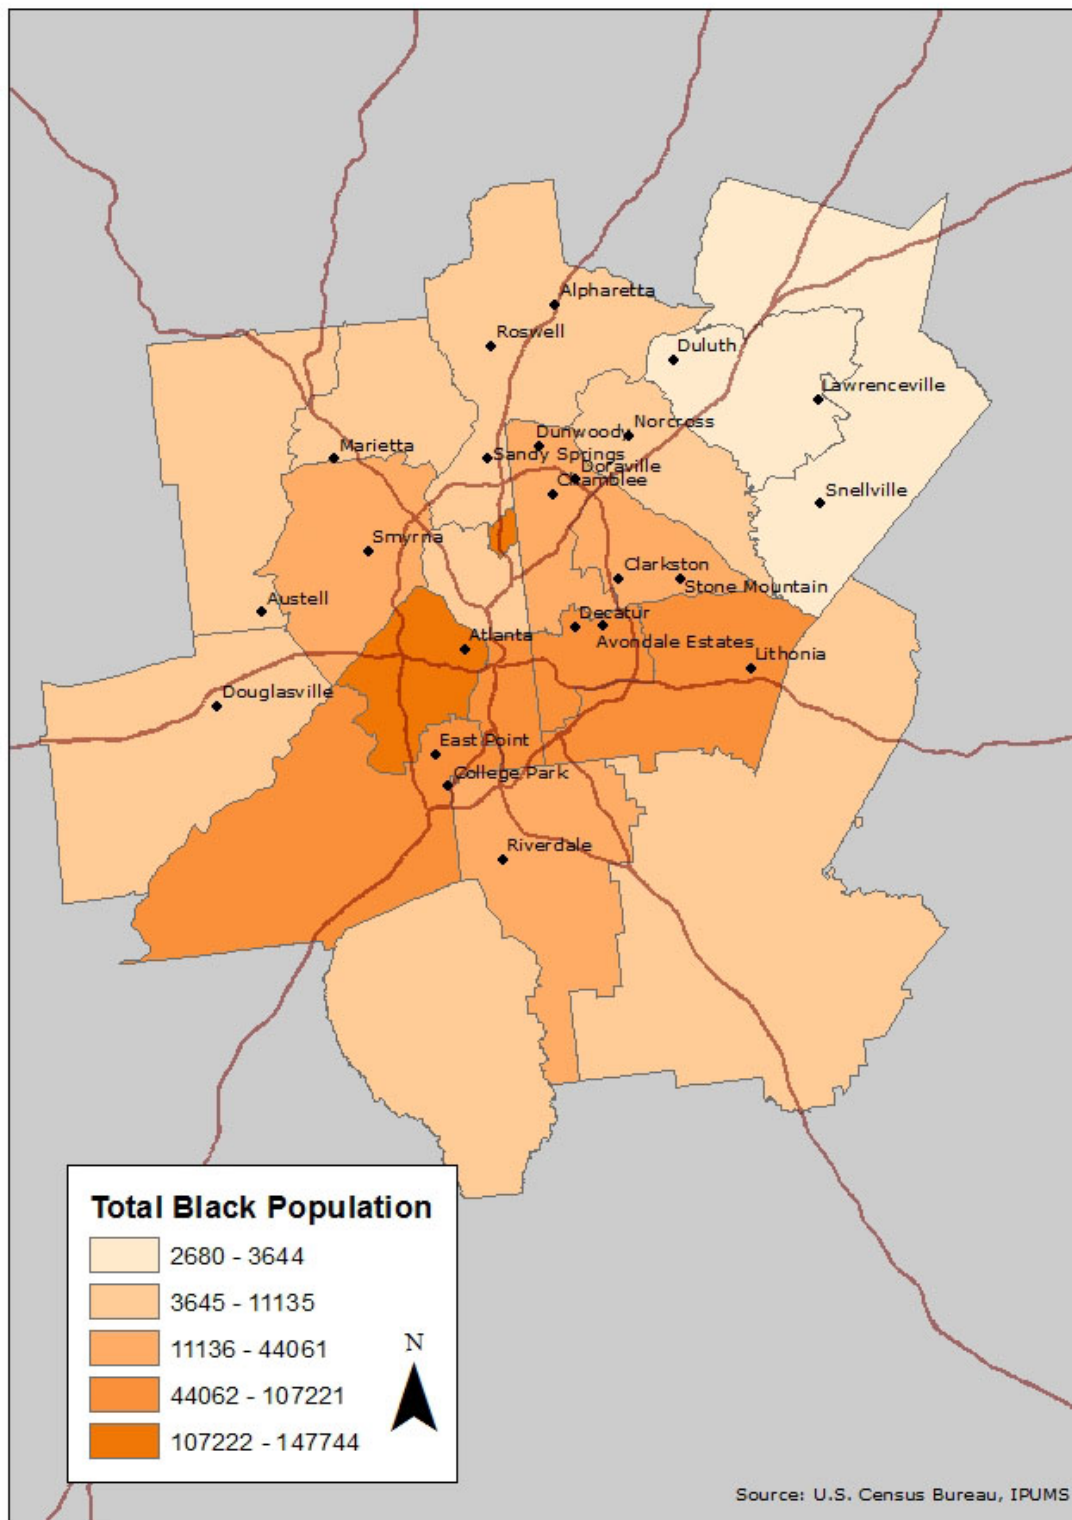 Alpharetta
Roswell
Duluth
Lawrenceville
Norcross
Dunwoody
Marietta
Sandy Springs
Doraville
Chamblee
Snellville
Smyrna
Clarkston
Stone Mountain
Austell
Decatur
Atlanta
Avondale Estates
Lithonia
Douglasville
East Point
College Park
Riverdale
Total Black Population
2680 - 3644
3645 - 11135
11136 - 44061
44062 - 107221
107222 - 147744
N
Source: U.S. Census Bureau, IPUMS